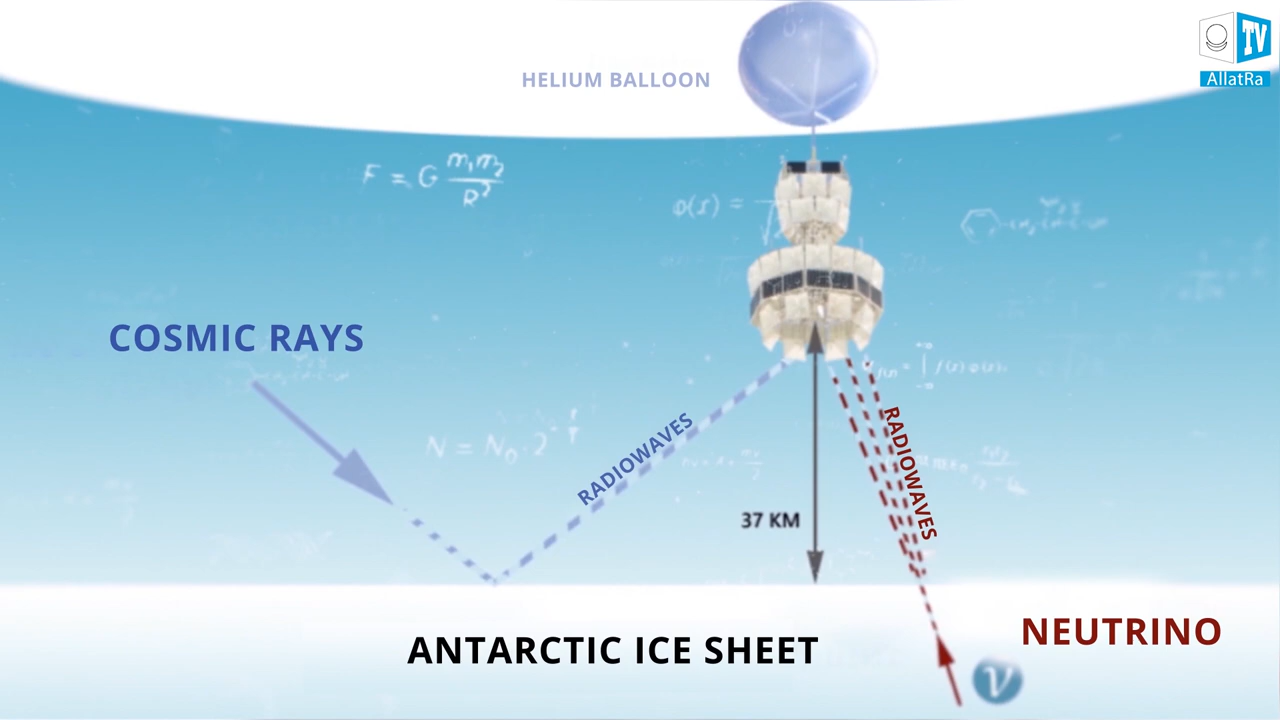 TV
AllatRa
HELIUM BALLOON
F = G m₁m₂/R²
COSMIC RAYS
N = N₀·2
RADIOWAVES
RADIOWAVES
37 KM
ANTARCTIC ICE SHEET
NEUTRINO
ν